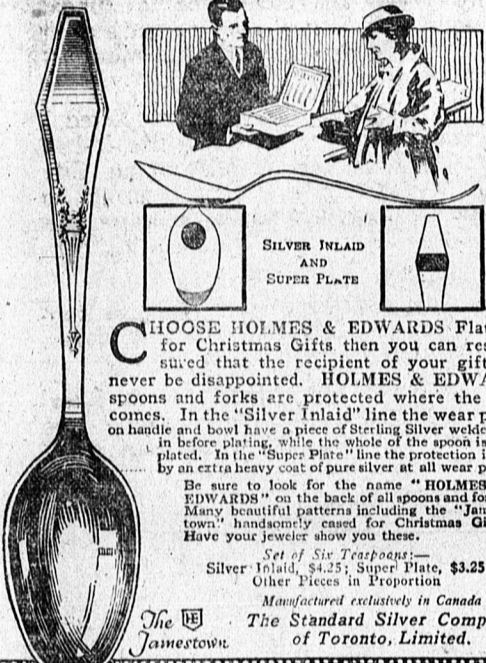 SILVER INLAID
AND
SUPER PLATE
CHOOSE HOLMES & EDWARDS Flat
for Christmas Gifts then you can res
sured that the recipient of your gift
never be disappointed. HOLMES & EDWA
spoons and forks are protected where the
comes. In the "Silver Inlaid" line the wear p
on handle and bowl have a piece of Sterling Silver welde
in before plating, while the whole of the spoon is
plated. In the "Super Plate" line the protection i
by an extra heavy coat of pure silver at all wear p
Be sure to look for the name "HOLMES
EDWARDS" on the back of all spoons and fo
Many beautiful patterns including the "Jam
town" handsomely cased for Christmas Gi
Have your jeweler show you these.
Set of Six Teaspoons:—
Silver Inlaid, $4.25; Super Plate, $3.25
Other Pieces in Proportion
Manufactured exclusively in Canada
The Standard Silver Comp
of Toronto, Limited.
The HE
Jamestown